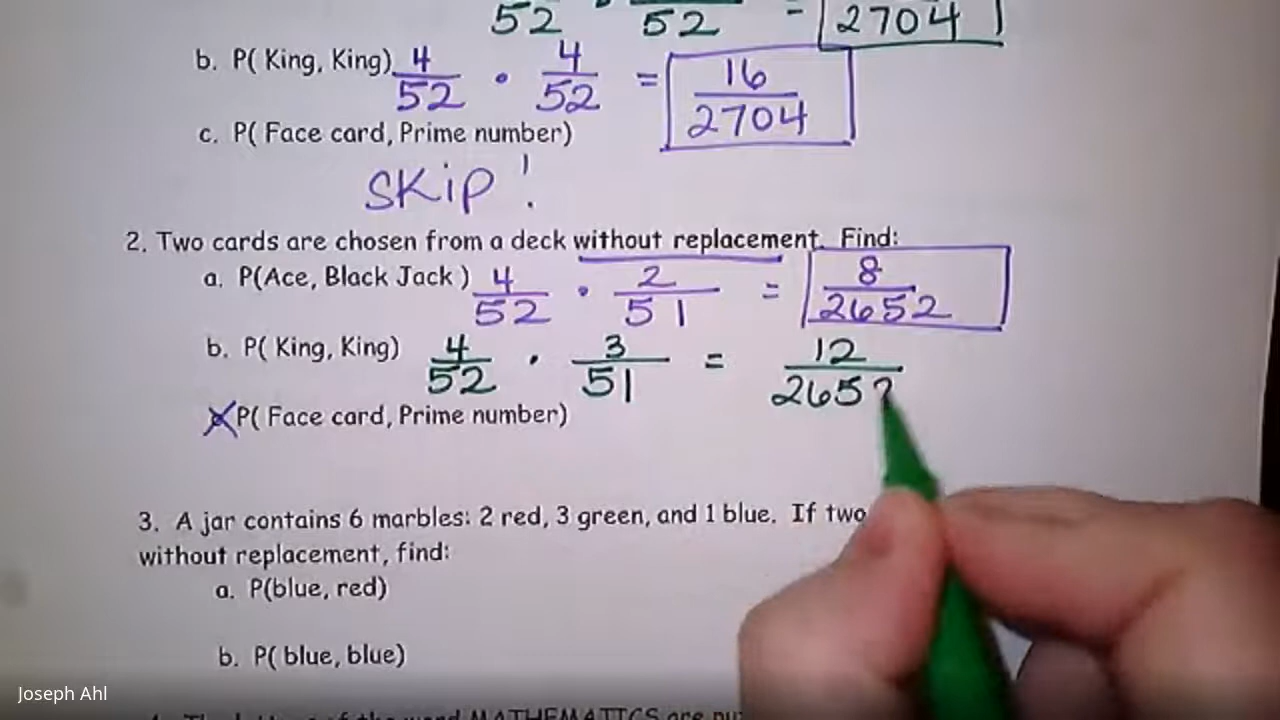 52 · 52 = 2704
b. P( King, King) 4/52 · 4/52 = 16/2704
c. P( Face card, Prime number)
SKiP !
2. Two cards are chosen from a deck without replacement. Find:
a. P(Ace, Black Jack ) 4/52 · 2/51 = 8/2652
b. P( King, King) 4/52 · 3/51 = 12/2652
P( Face card, Prime number)
3. A jar contains 6 marbles: 2 red, 3 green, and 1 blue. If two
without replacement, find:
a. P(blue, red)
b. P( blue, blue)
Joseph Ahl
MATHEMATICS are